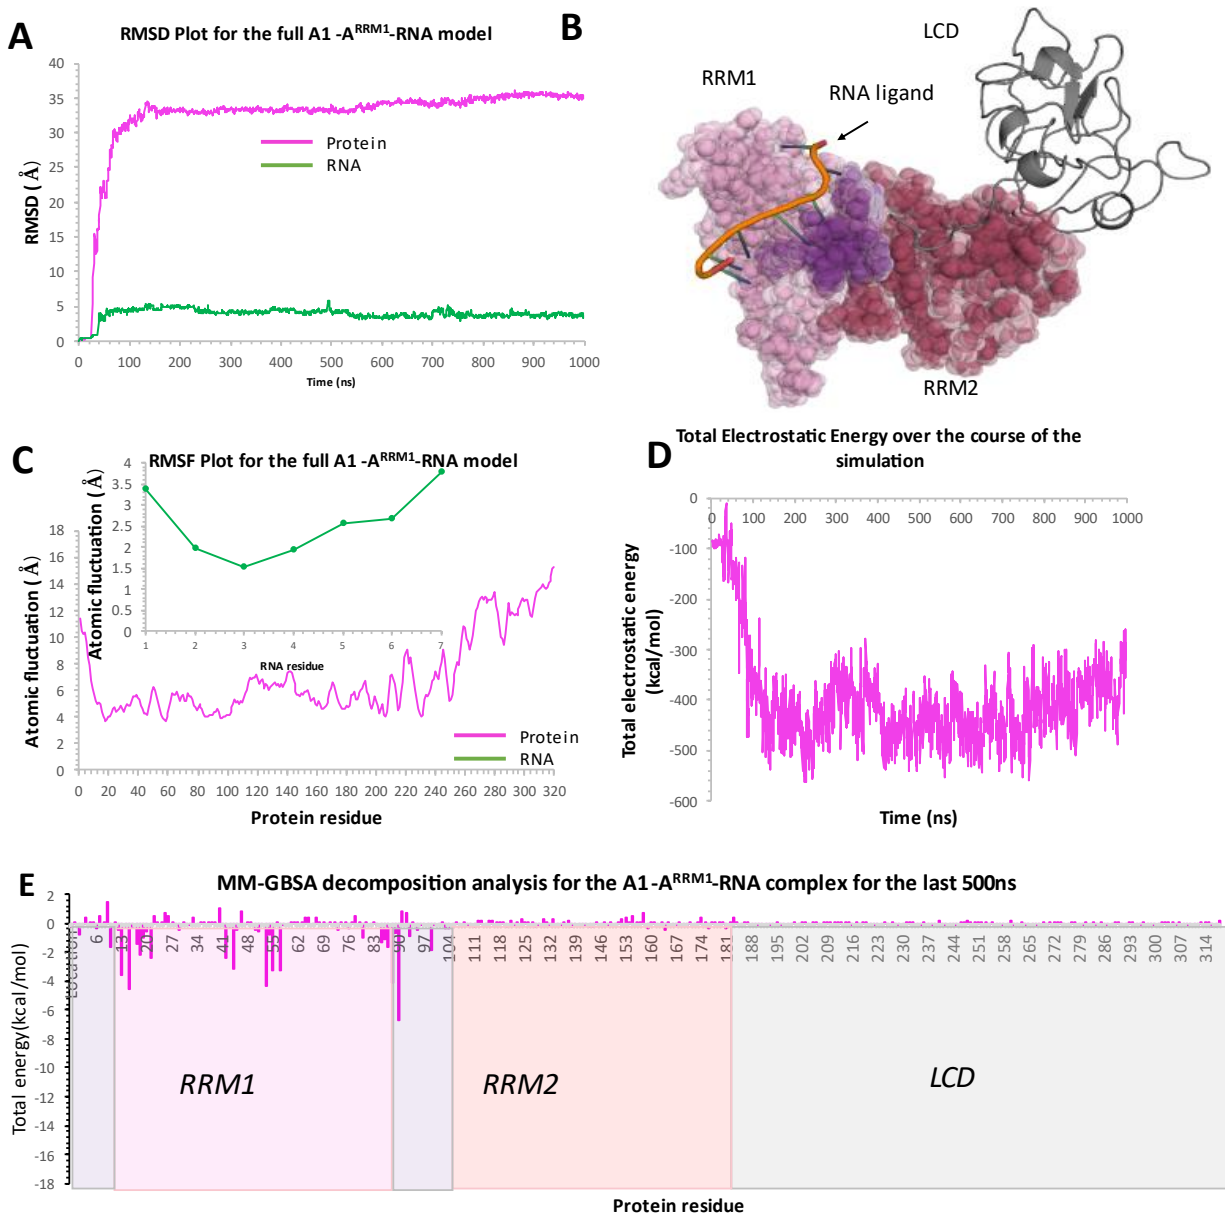 A
RMSD Plot for the full A1 -A^RRM1-RNA model
40
35
30
25
20
15
10
5
0
RMSD ( Å)
Protein
RNA
0 100 200 300 400 500 600 700 800 900 1000
Time (ns)
B
LCD
RRM1
RNA ligand
RRM2
C
RMSF Plot for the full A1 -A^RRM1-RNA model
4
3.5
3
2.5
2
1.5
1
0.5
0
Atomic fluctuation ( Å)
1 2 3 4 5 6 7
RNA residue
18
16
14
12
10
8
6
4
2
0
Atomic fluctuation ( Å)
Protein
RNA
0 20 40 60 80 100 120 140 160 180 200 220 240 260 280 300 320
Protein residue
D
Total Electrostatic Energy over the course of the
simulation
0
-100
-200
-300
-400
-500
-600
0 100 200 300 400 500 600 700 800 900 1000
Total electrostatic energy
(kcal/mol)
Time (ns)
E
MM-GBSA decomposition analysis for the A1-A^RRM1-RNA complex for the last 500ns
2
0
-2
-4
-6
-8
-10
-12
-14
-16
-18
Total energy(kcal/mol)
Location 6 13 20 27 34 41 48 55 62 69 76 83 90 97 104 111 118 125 132 139 146 153 160 167 174 181 188 195 202 209 216 223 230 237 244 251 258 265 272 279 286 293 300 307 314
RRM1
RRM2
LCD
Protein residue